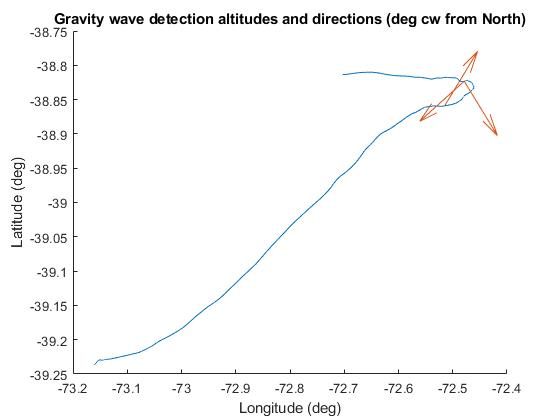 Gravity wave detection altitudes and directions (deg cw from North)
-38.75
-38.8
-38.85
-38.9
-38.95
-39
-39.05
-39.1
-39.15
-39.2
-39.25
Latitude (deg)
-73.2 -73.1 -73 -72.9 -72.8 -72.7 -72.6 -72.5 -72.4
Longitude (deg)